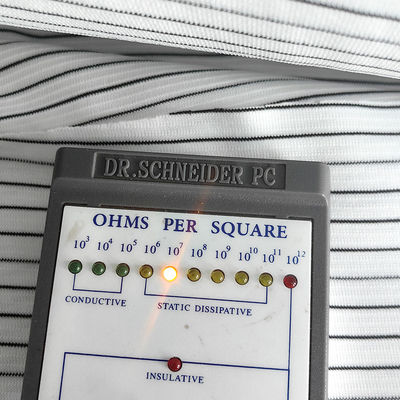 DR.SCHNEIDER PC
OHMS PER SQUARE
10³ 10⁴ 10⁵ 10⁶ 10⁷ 10⁸ 10⁹ 10¹⁰ 10¹¹ 10¹²
CONDUCTIVE STATIC DISSIPATIVE
INSULATIVE